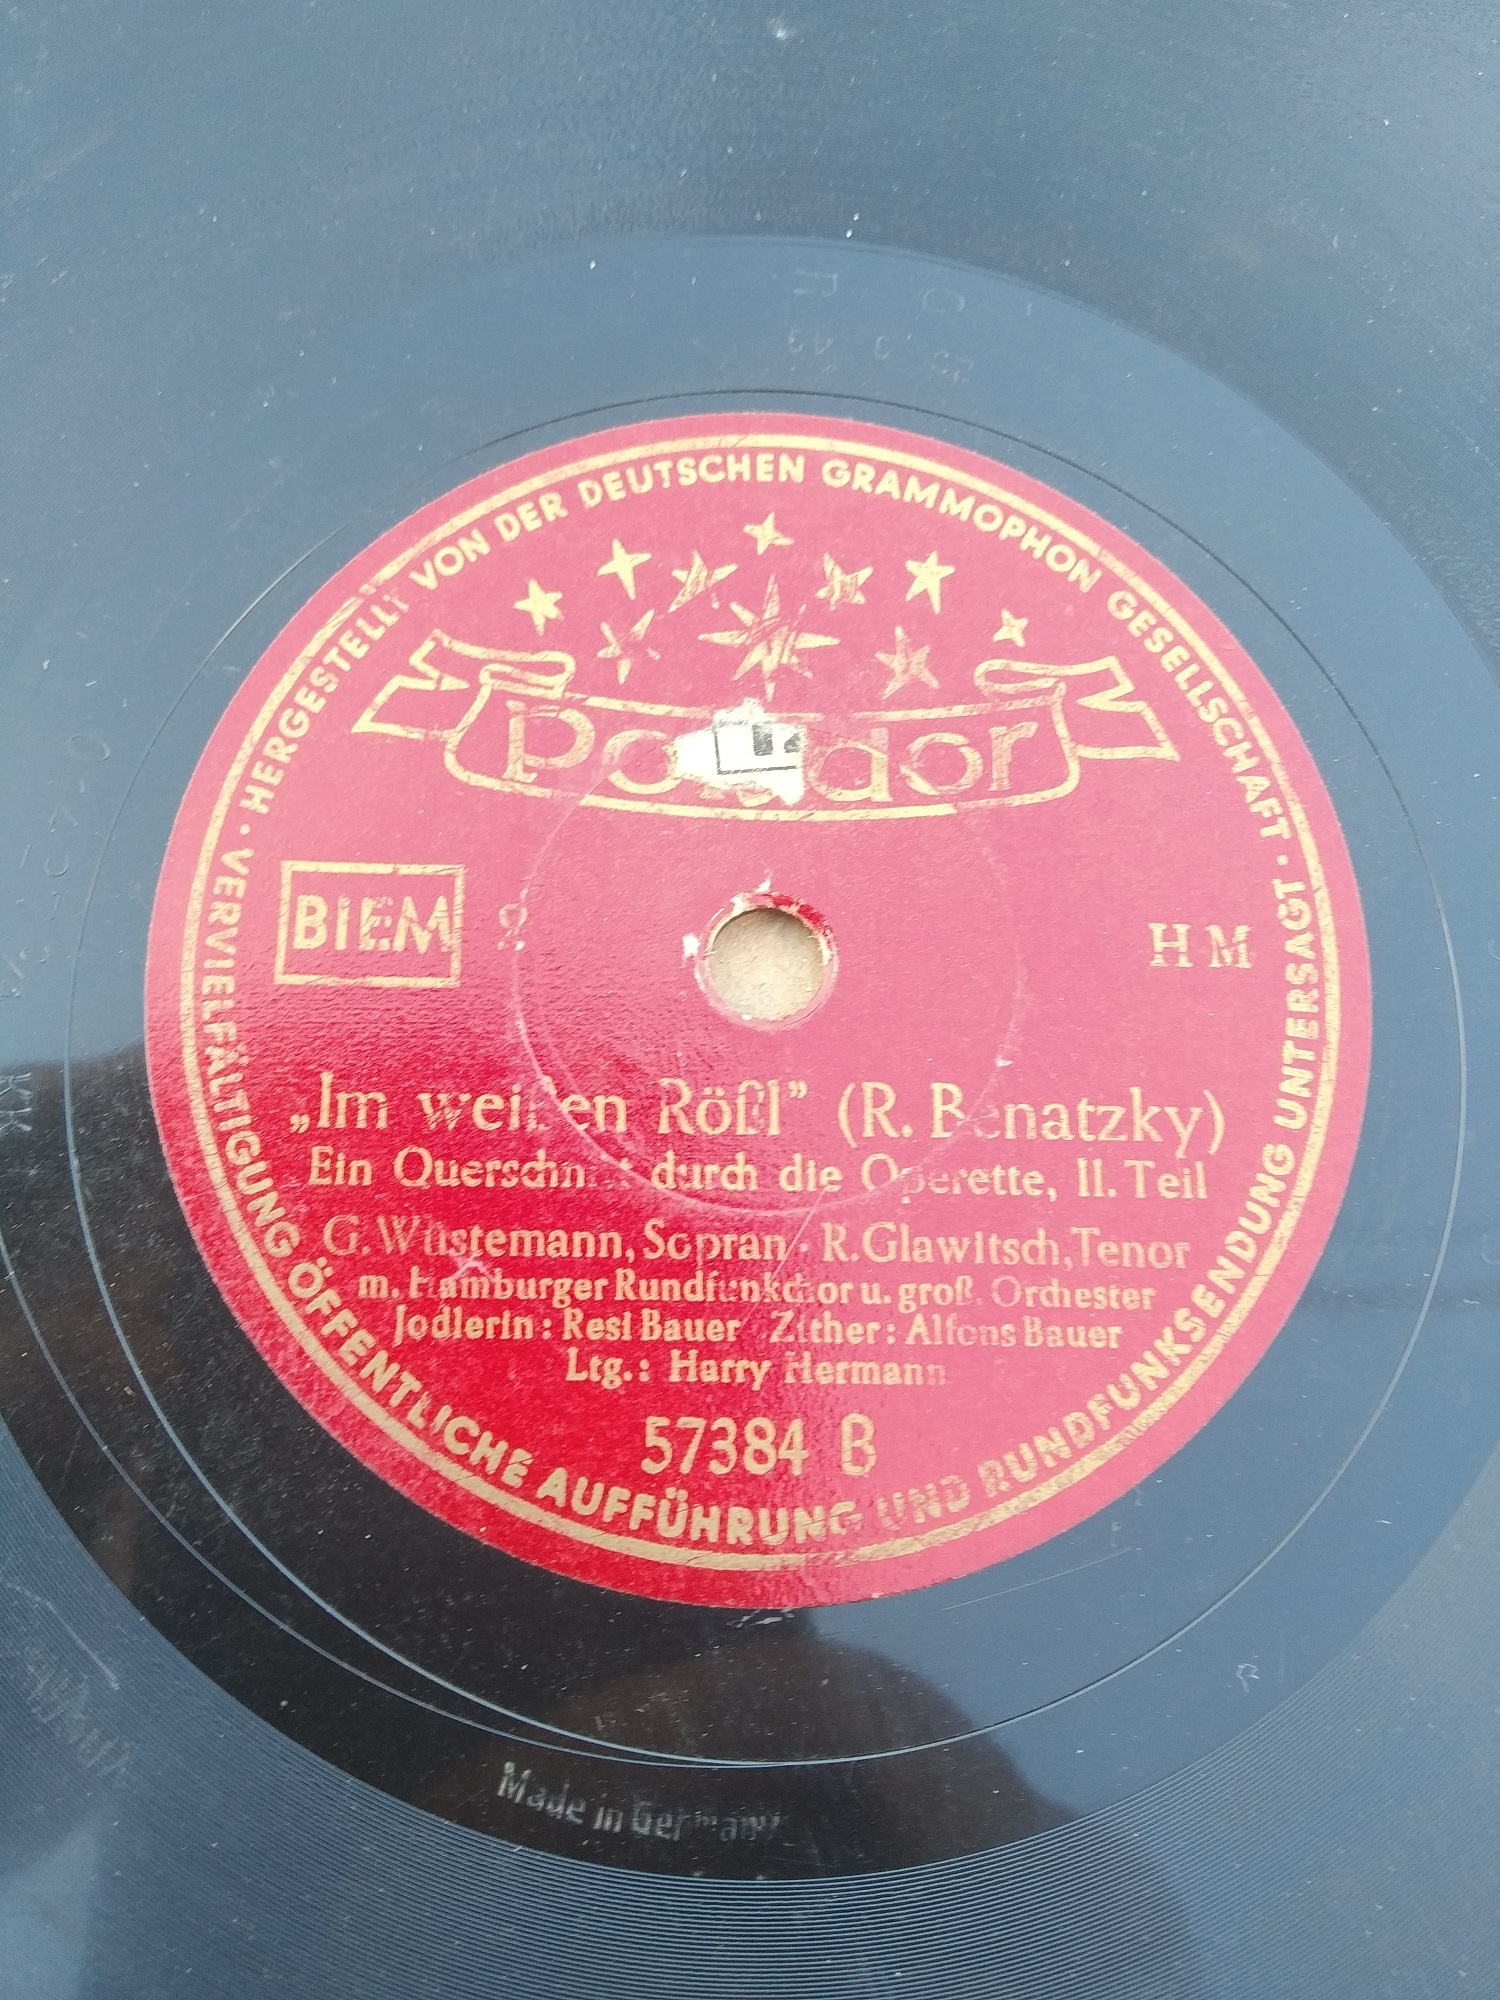 HERGESTELLT VON DER DEUTSCHEN GRAMMOPHON GESELLSCHAFT · VERVIELFÄLTIGUNG ÖFFENTLICHE AUFFÜHRUNG UND RUNDFUNKSENDUNG UNTERSAGT ·
Polydor
BIEM 9
HM
„Im weißen Rößl” (R. Benatzky)
Ein Querschnitt durch die Operette, II. Teil
G. Wüstemann, Sopran · R. Glawitsch, Tenor
m. Hamburger Rundfunkchor u. groß. Orchester
Jodlerin: Resl Bauer Zither: Alfons Bauer
Ltg.: Harry Hermann
57384 B
Made in Germany